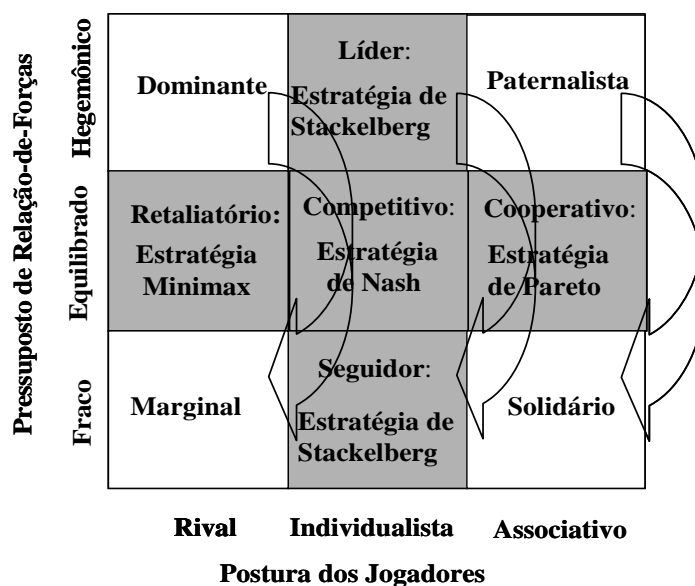 Pressuposto de Relação-de-Forças
Hegemônico
Dominante
Líder:
Estratégia de
Stackelberg
Paternalista
Equilibrado
Retaliatório:
Estratégia
Minimax
Competitivo:
Estratégia
de Nash
Cooperativo:
Estratégia
de Pareto
Fraco
Marginal
Seguidor:
Estratégia de
Stackelberg
Solidário
Rival
Individualista
Associativo
Postura dos Jogadores